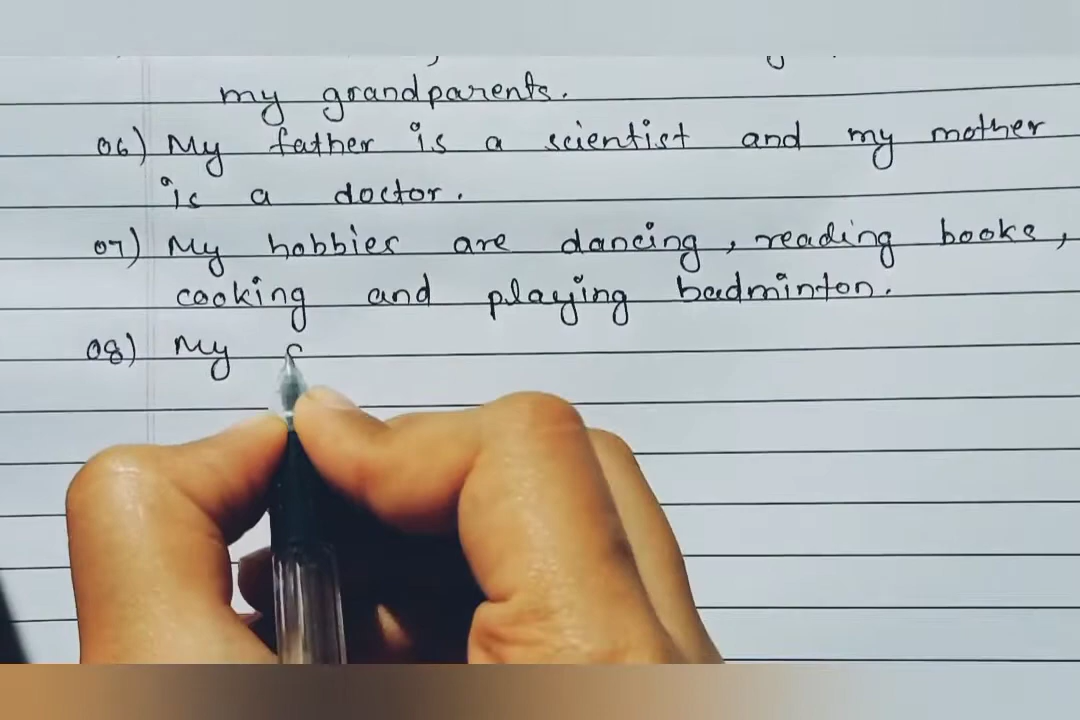 my grandparents.
06) My father is a scientist and my mother
is a doctor.
07) My hobbies are dancing, reading books,
cooking and playing badminton.
08) My